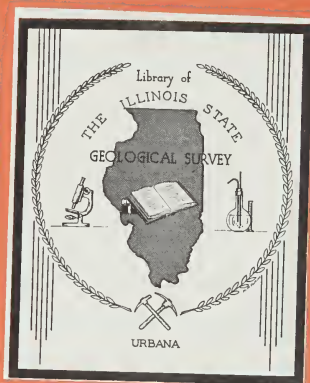 Library of
THE ILLINOIS STATE
GEOLOGICAL SURVEY
URBANA